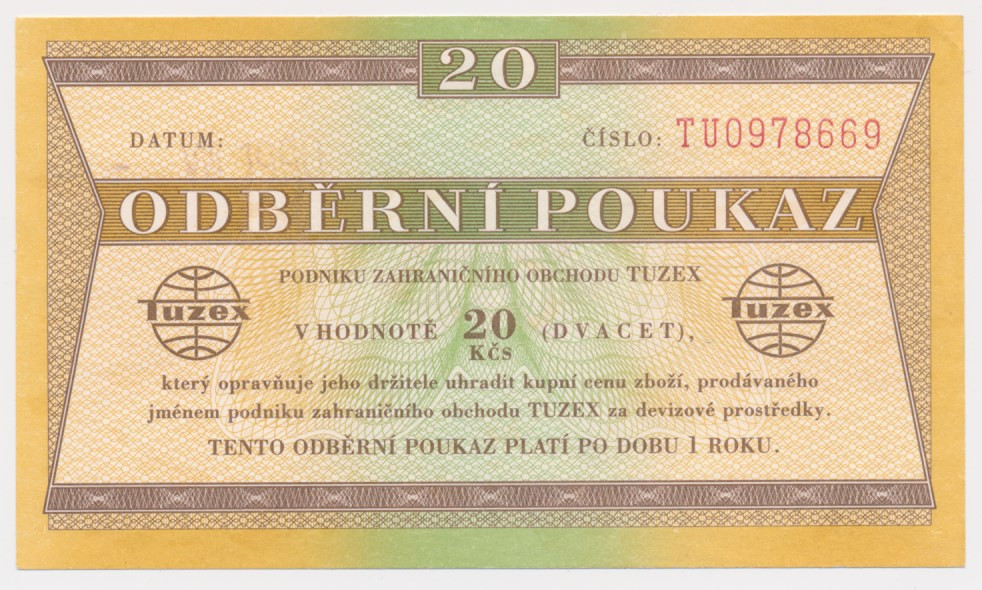 20
DATUM: ČÍSLO: TU0978669
ODBĚRNÍ POUKAZ
PODNIKU ZAHRANIČNÍHO OBCHODU TUZEX
Tuzex
V HODNOTĚ 20 (DVACET),
KČS
Tuzex
který opravňuje jeho držitele uhradit kupní cenu zboží, prodávaného
jménem podniku zahraničního obchodu TUZEX za devizové prostředky.
TENTO ODBĚRNÍ POUKAZ PLATÍ PO DOBU 1 ROKU.